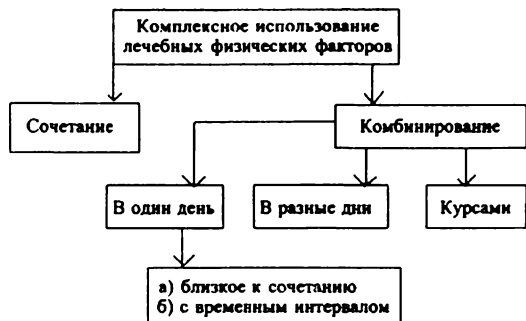 Комплексное использование
лечебных физических факторов
Сочетание
Комбинирование
В один день
В разные дни
Курсами
а) близкое к сочетанию
б) с временным интервалом